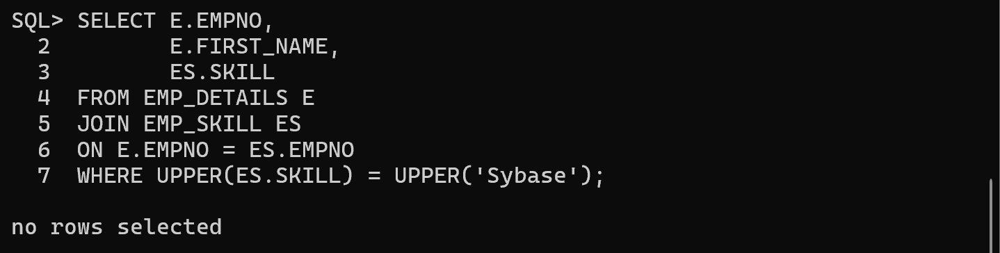 SQL> SELECT E.EMPNO,
  2         E.FIRST_NAME,
  3         ES.SKILL
  4  FROM EMP_DETAILS E
  5  JOIN EMP_SKILL ES
  6  ON E.EMPNO = ES.EMPNO
  7  WHERE UPPER(ES.SKILL) = UPPER('Sybase');
no rows selected